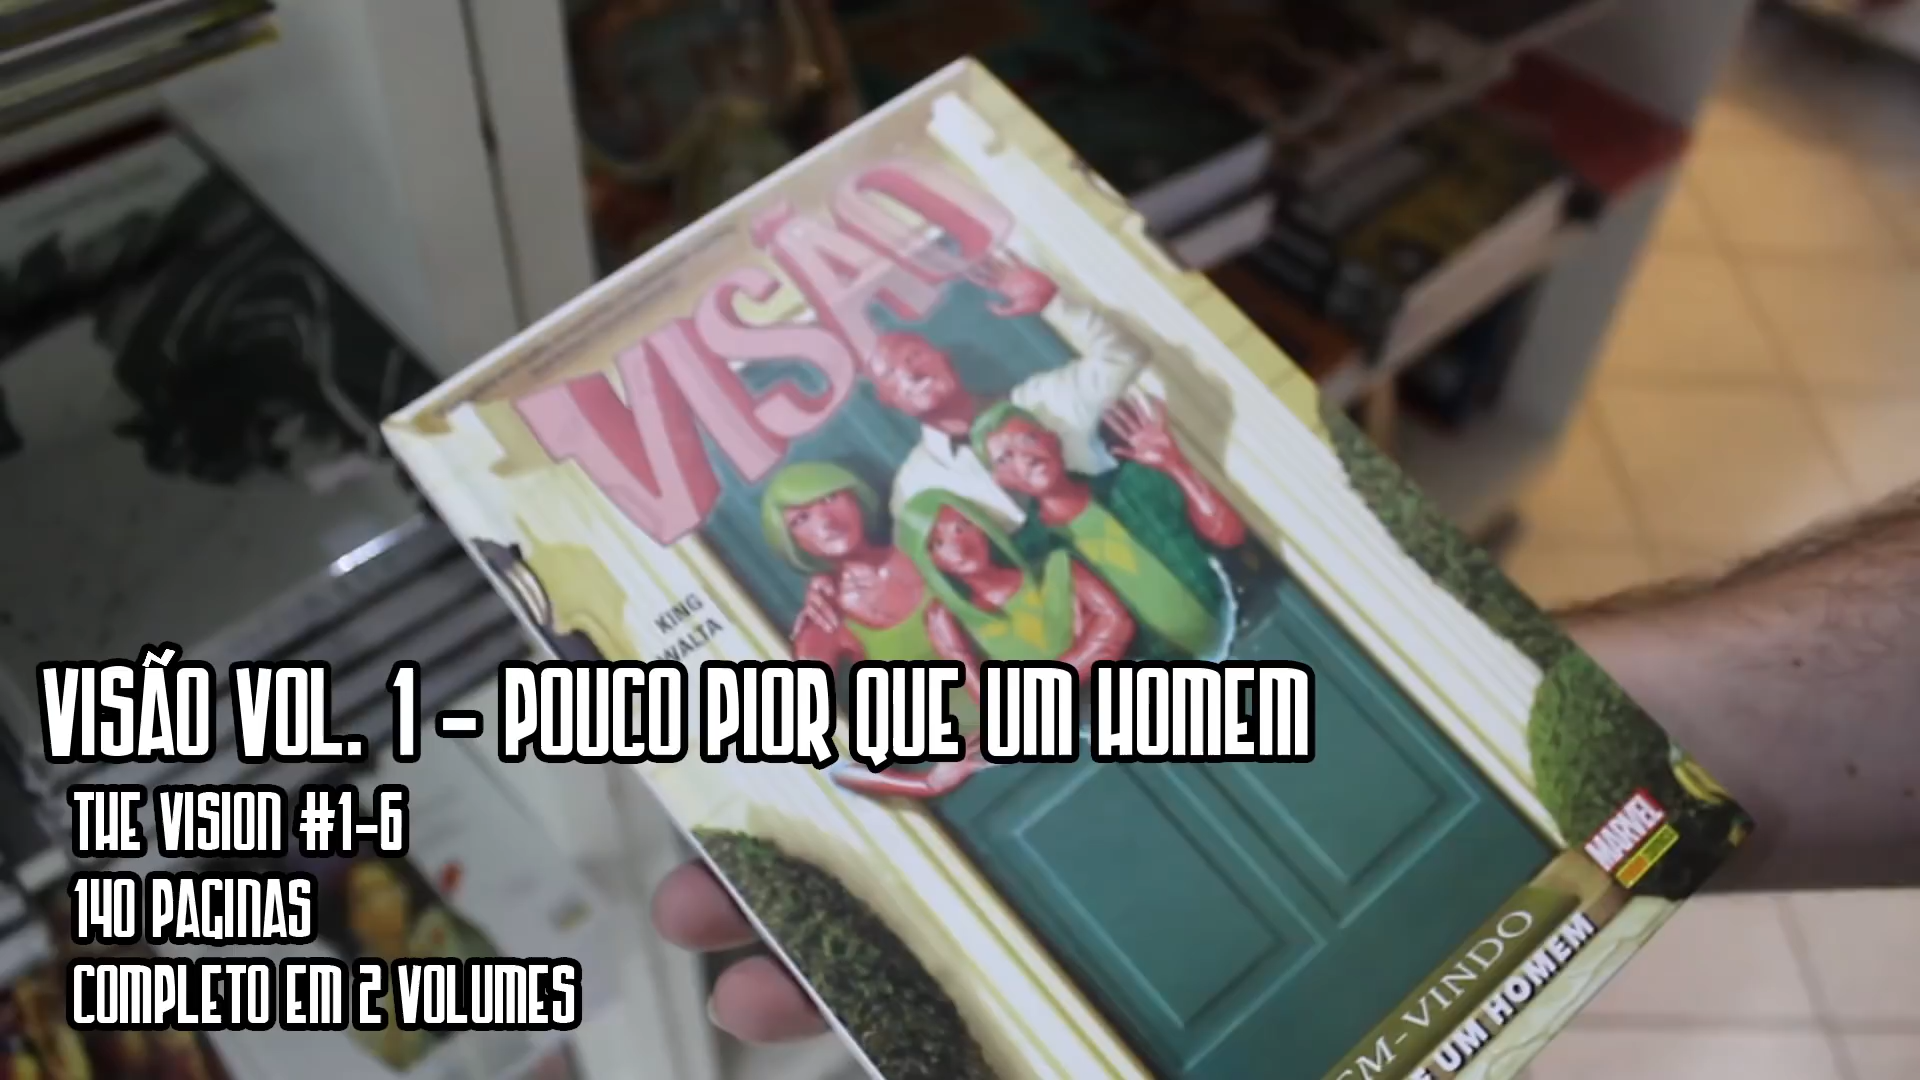 VISÃO
KING
WALTA
VISÃO VOL. 1 - POUCO PIOR QUE UM HOMEM
THE VISION #1-6
140 PAGINAS
COMPLETO EM 2 VOLUMES
MARVEL
EM-VINDO
E UM HOMEM